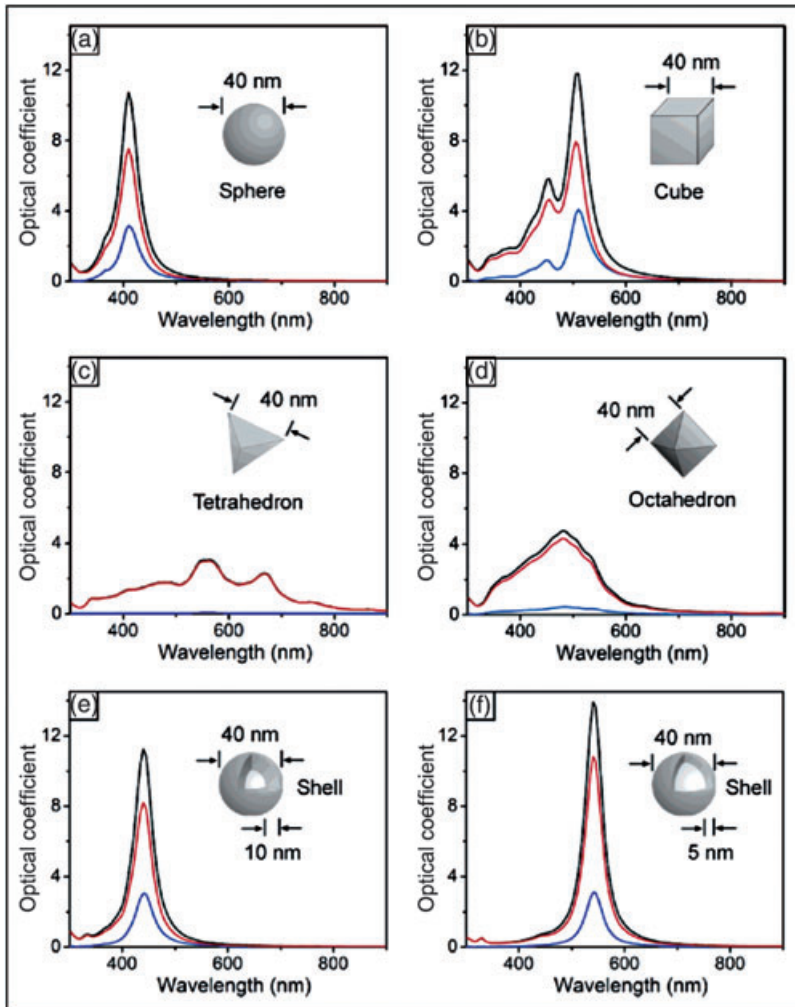 (a)
Optical coefficient
12
8
4
0
40 nm
Sphere
400 600 800
Wavelength (nm)
(b)
Optical coefficient
12
8
4
0
40 nm
Cube
400 600 800
Wavelength (nm)
(c)
Optical coefficient
12
8
4
0
40 nm
Tetrahedron
400 600 800
Wavelength (nm)
(d)
Optical coefficient
12
8
4
0
40 nm
Octahedron
400 600 800
Wavelength (nm)
(e)
Optical coefficient
12
8
4
0
40 nm
Shell
10 nm
400 600 800
Wavelength (nm)
(f)
Optical coefficient
12
8
4
0
40 nm
Shell
5 nm
400 600 800
Wavelength (nm)